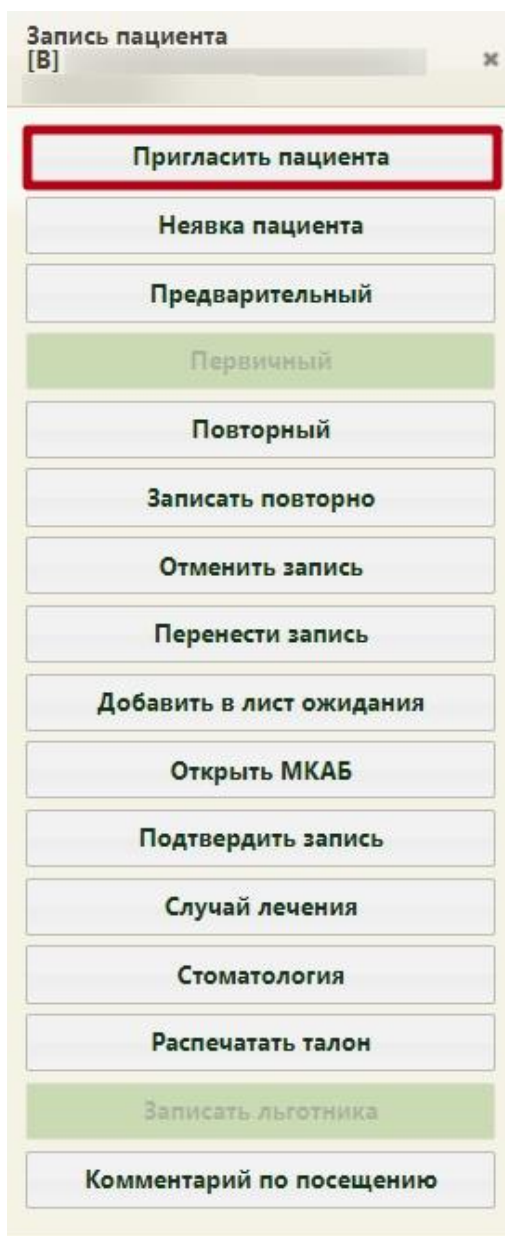 Запись пациента
[В]
Пригласить пациента
Неявка пациента
Предварительный
Первичный
Повторный
Записать повторно
Отменить запись
Перенести запись
Добавить в лист ожидания
Открыть МКАБ
Подтвердить запись
Случай лечения
Стоматология
Распечатать талон
Записать льготника
Комментарий по посещению